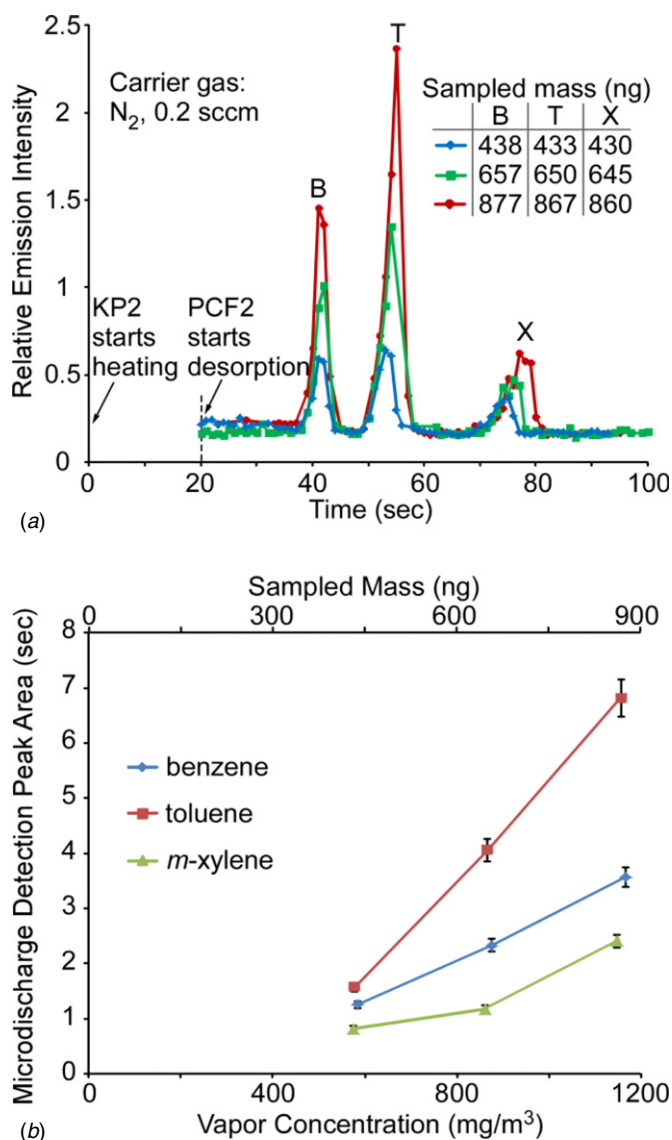 2.5
2
1.5
1
0.5
0
Relative Emission Intensity
Carrier gas:
N₂, 0.2 sccm
T
B
X
Sampled mass (ng)
B T X
438 433 430
657 650 645
877 867 860
KP2
starts
heating
PCF2
starts
desorption
0 20 40 60 80 100
Time (sec)
(a)
Sampled Mass (ng)
0 300 600 900
8
7
6
5
4
3
2
1
0
Microdischarge Detection Peak Area (sec)
benzene
toluene
m-xylene
0 400 800 1200
Vapor Concentration (mg/m³)
(b)